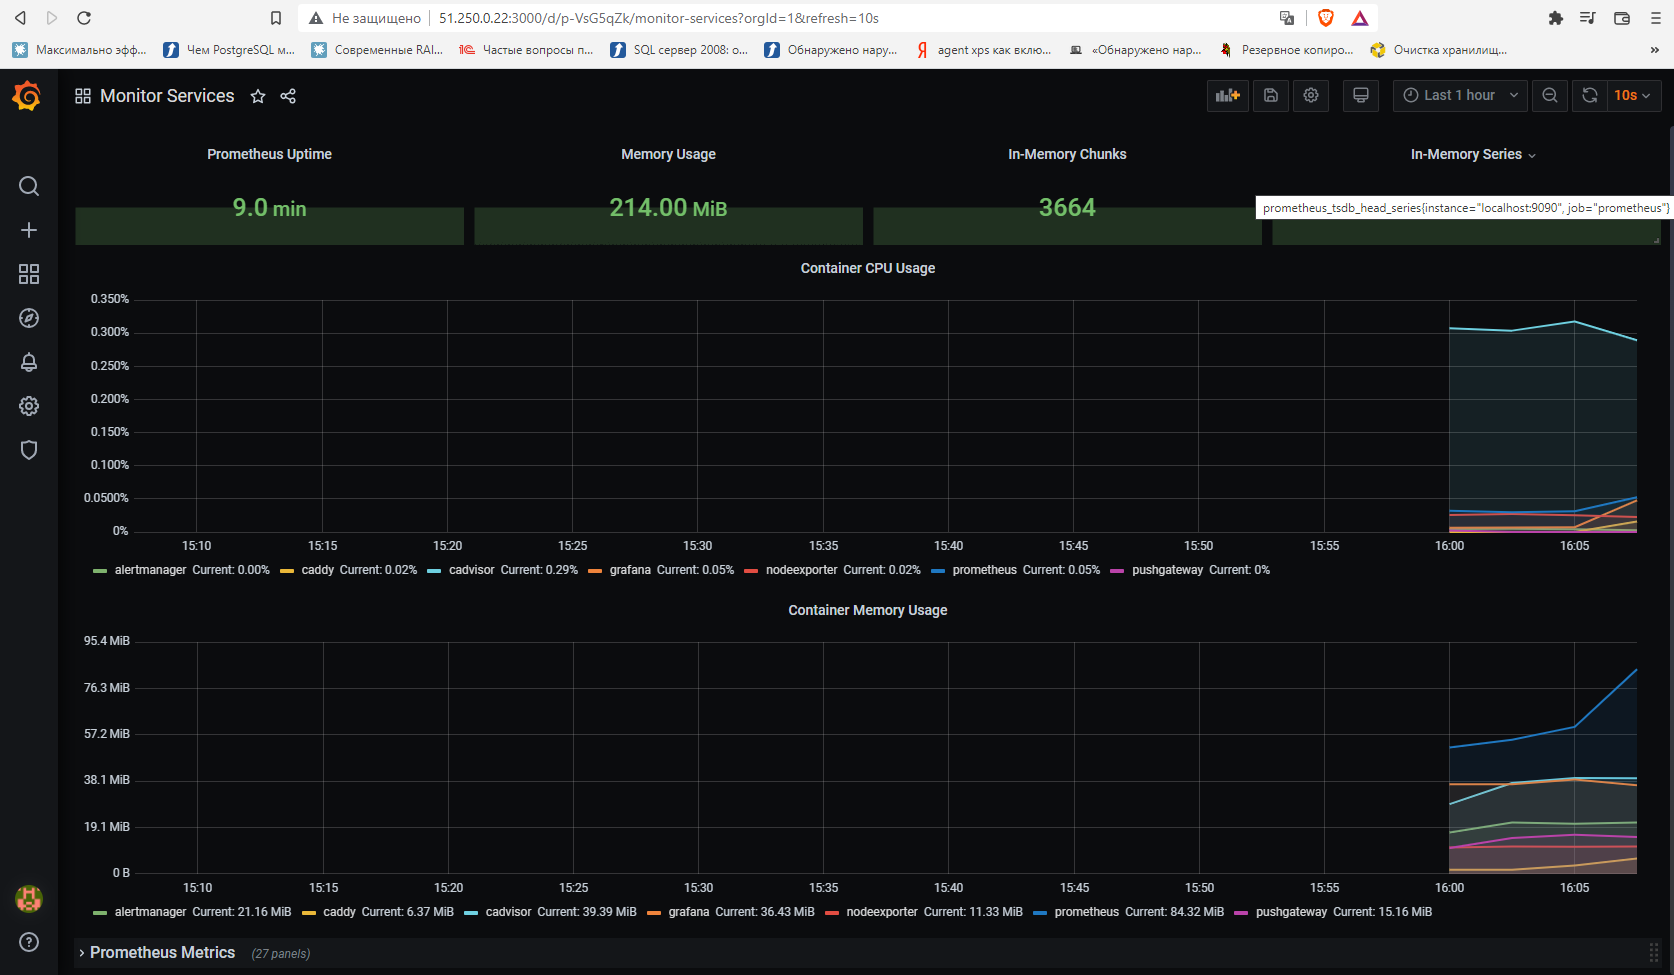 Не защищено 51.250.0.22:3000/d/p-VsG5qZk/monitor-services?orgId=1&refresh=10s
Максимально эфф... Чем PostgreSQL м... Современные RAI... Частые вопросы п... SQL сервер 2008: о... Обнаружено нару... agent xps как вклю... «Обнаружено нар... Резервное копиро... Очистка хранилищ... »
Monitor Services Last 1 hour 10s
Prometheus Uptime Memory Usage In-Memory Chunks In-Memory Series
9.0 min 214.00 MiB 3664 prometheus_tsdb_head_series{instance="localhost:9090", job="prometheus"}
Container CPU Usage
0.350%
0.300%
0.250%
0.200%
0.150%
0.100%
0.0500%
0%
15:10 15:15 15:20 15:25 15:30 15:35 15:40 15:45 15:50 15:55 16:00 16:05
alertmanager Current: 0.00% caddy Current: 0.02% cadvisor Current: 0.29% grafana Current: 0.05% nodeexporter Current: 0.02% prometheus Current: 0.05% pushgateway Current: 0%
Container Memory Usage
95.4 MiB
76.3 MiB
57.2 MiB
38.1 MiB
19.1 MiB
0 B
15:10 15:15 15:20 15:25 15:30 15:35 15:40 15:45 15:50 15:55 16:00 16:05
alertmanager Current: 21.16 MiB caddy Current: 6.37 MiB cadvisor Current: 39.39 MiB grafana Current: 36.43 MiB nodeexporter Current: 11.33 MiB prometheus Current: 84.32 MiB pushgateway Current: 15.16 MiB
Prometheus Metrics (27 panels)